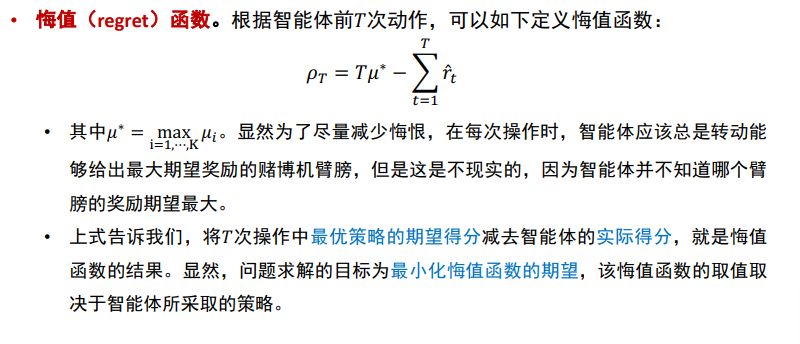 • 悔值（regret）函数。根据智能体前T次动作，可以如下定义悔值函数：
ρ_T = Tμ* − ∑_{t=1}^{T} r̂_t
• 其中μ* = max_{i=1,⋯,K} μ_i。显然为了尽量减少悔恨，在每次操作时，智能体应该总是转动能
够给出最大期望奖励的赌博机臂膀，但是这是不现实的，因为智能体并不知道哪个臂
膀的奖励期望最大。
• 上式告诉我们，将T次操作中最优策略的期望得分减去智能体的实际得分，就是悔值
函数的结果。显然，问题求解的目标为最小化悔值函数的期望，该悔值函数的取值取
决于智能体所采取的策略。